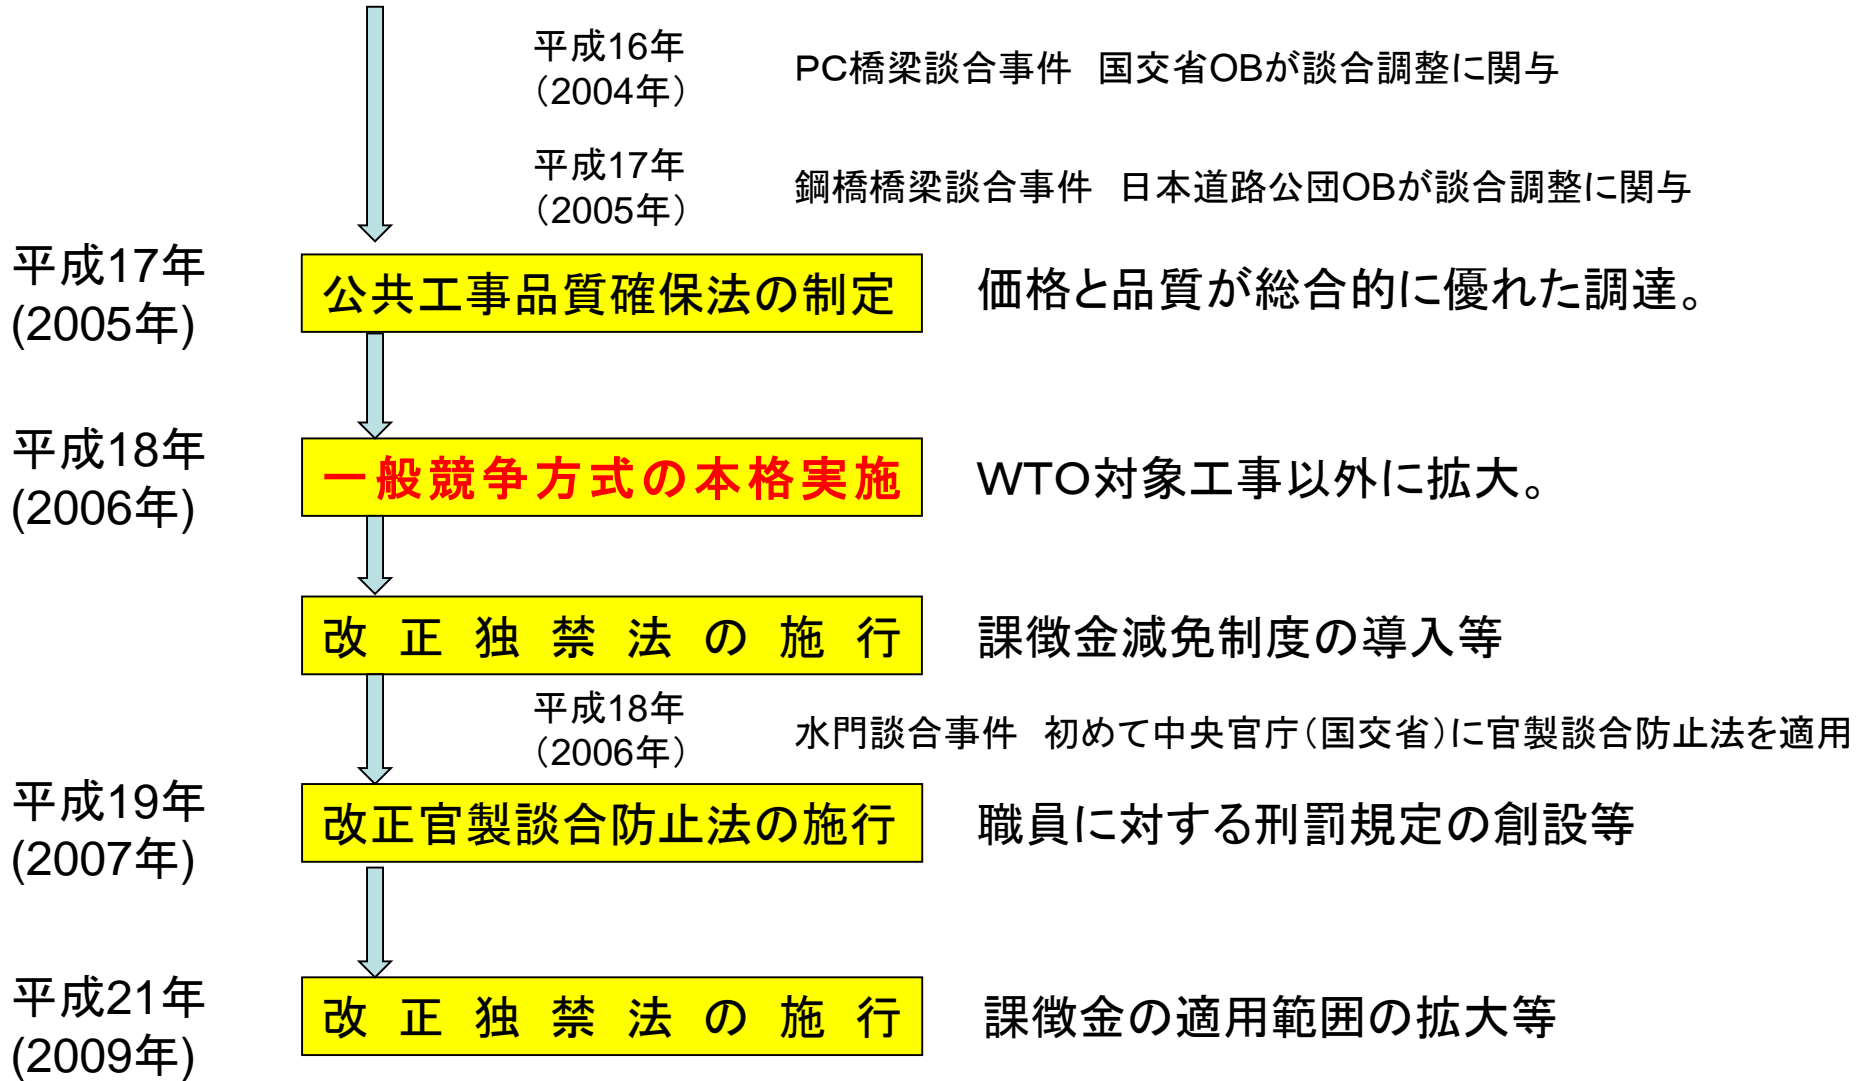 平成16年
（2004年）
PC橋梁談合事件　国交省OBが談合調整に関与
平成17年
（2005年）
鋼橋橋梁談合事件　日本道路公団OBが談合調整に関与
平成17年
(2005年)
公共工事品質確保法の制定
価格と品質が総合的に優れた調達。
平成18年
(2006年)
一般競争方式の本格実施
WTO対象工事以外に拡大。
改正独禁法の施行
課徴金減免制度の導入等
平成18年
（2006年）
水門談合事件　初めて中央官庁（国交省）に官製談合防止法を適用
平成19年
(2007年)
改正官製談合防止法の施行
職員に対する刑罰規定の創設等
平成21年
(2009年)
改正独禁法の施行
課徴金の適用範囲の拡大等